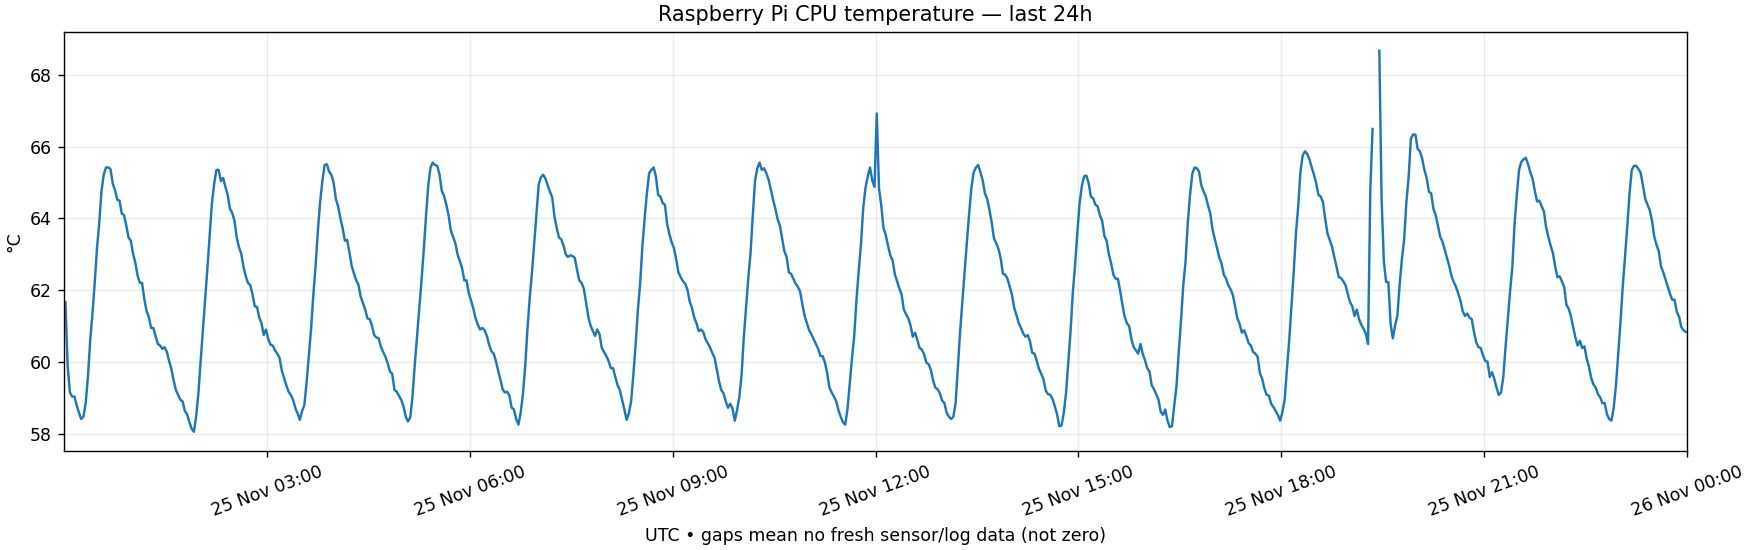 Raspberry Pi CPU temperature — last 24h
68
66
64
62
60
58
°C
25 Nov 03:00
25 Nov 06:00
25 Nov 09:00
25 Nov 12:00
25 Nov 15:00
25 Nov 18:00
25 Nov 21:00
26 Nov 00:00
UTC • gaps mean no fresh sensor/log data (not zero)